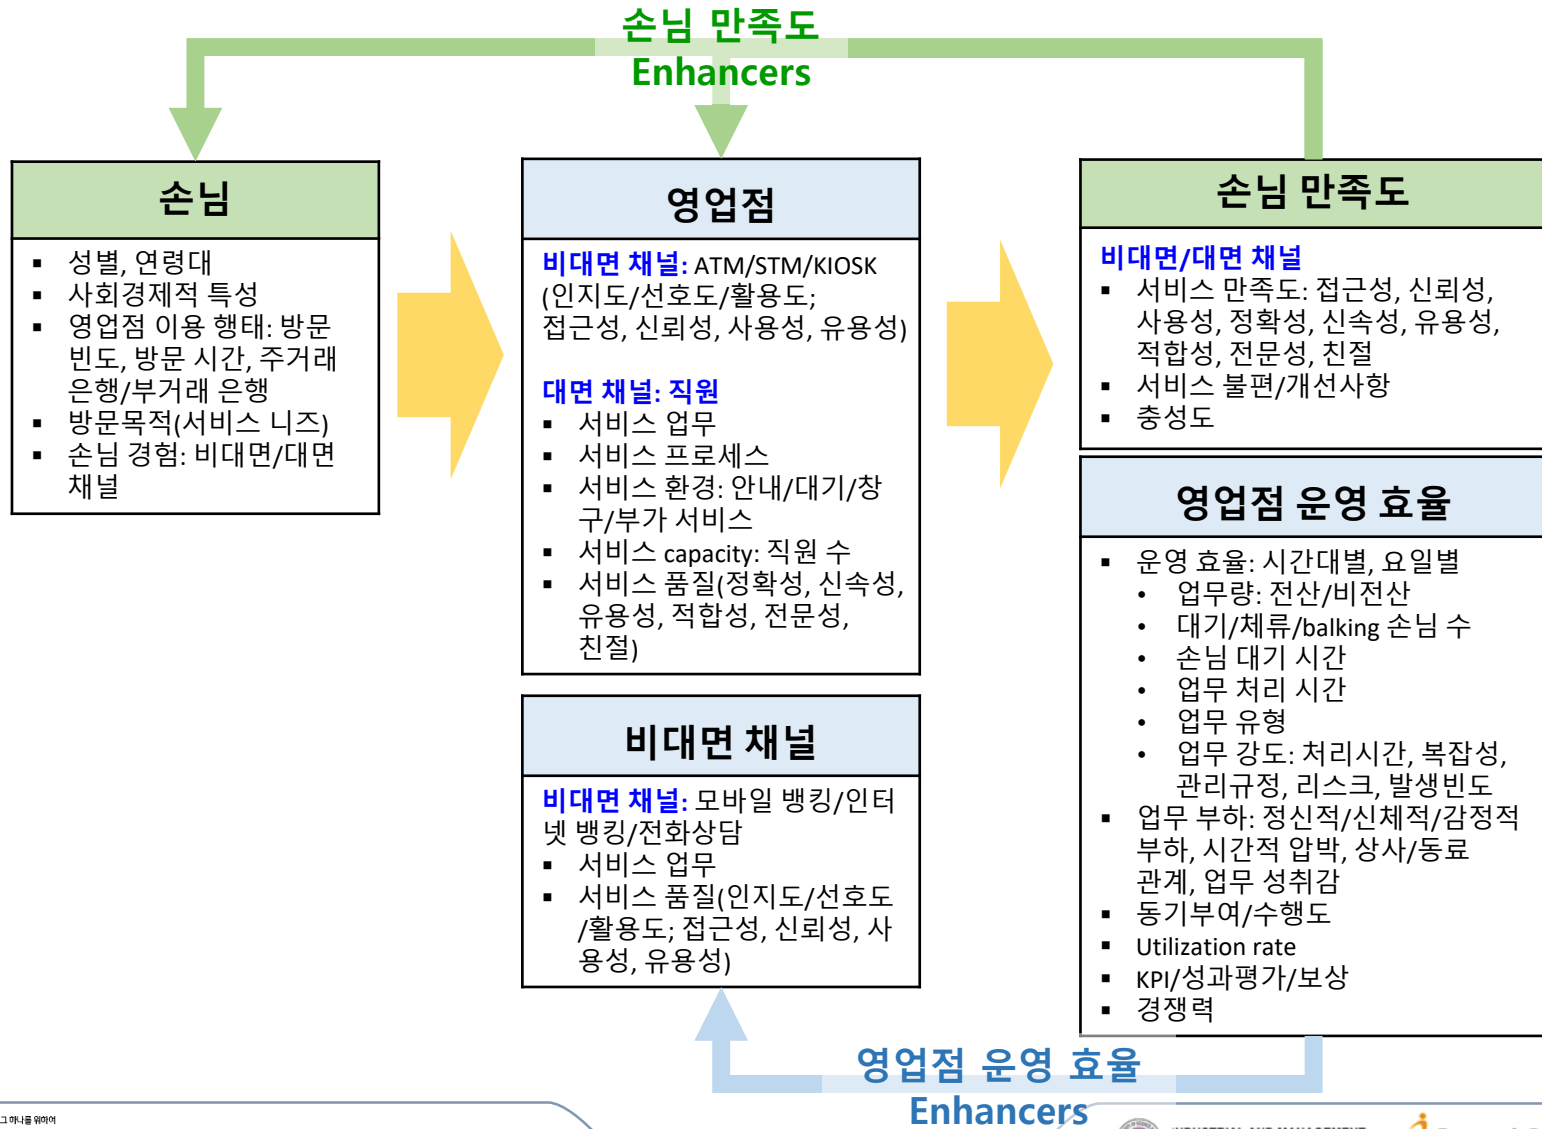 손님 만족도
Enhancers
손님
▪ 성별, 연령대
▪ 사회경제적 특성
▪ 영업점 이용 행태: 방문
빈도, 방문 시간, 주거래
은행/부거래 은행
▪ 방문목적(서비스 니즈)
▪ 손님 경험: 비대면/대면
채널
영업점
비대면 채널: ATM/STM/KIOSK
(인지도/선호도/활용도;
접근성, 신뢰성, 사용성, 유용성)
대면 채널: 직원
▪ 서비스 업무
▪ 서비스 프로세스
▪ 서비스 환경: 안내/대기/창
구/부가 서비스
▪ 서비스 capacity: 직원 수
▪ 서비스 품질(정확성, 신속성,
유용성, 적합성, 전문성,
친절)
비대면 채널
비대면 채널: 모바일 뱅킹/인터
넷 뱅킹/전화상담
▪ 서비스 업무
▪ 서비스 품질(인지도/선호도
/활용도; 접근성, 신뢰성, 사
용성, 유용성)
손님 만족도
비대면/대면 채널
▪ 서비스 만족도: 접근성, 신뢰성,
사용성, 정확성, 신속성, 유용성,
적합성, 전문성, 친절
▪ 서비스 불편/개선사항
▪ 충성도
영업점 운영 효율
▪ 운영 효율: 시간대별, 요일별
• 업무량: 전산/비전산
• 대기/체류/balking 손님 수
• 손님 대기 시간
• 업무 처리 시간
• 업무 유형
• 업무 강도: 처리시간, 복잡성,
관리규정, 리스크, 발생빈도
▪ 업무 부하: 정신적/신체적/감정적
부하, 시간적 압박, 상사/동료
관계, 업무 성취감
▪ 동기부여/수행도
▪ Utilization rate
▪ KPI/성과평가/보상
▪ 경쟁력
영업점 운영 효율
Enhancers
그 하나를 위하여
INDUSTRIAL AND MANAGEMENT